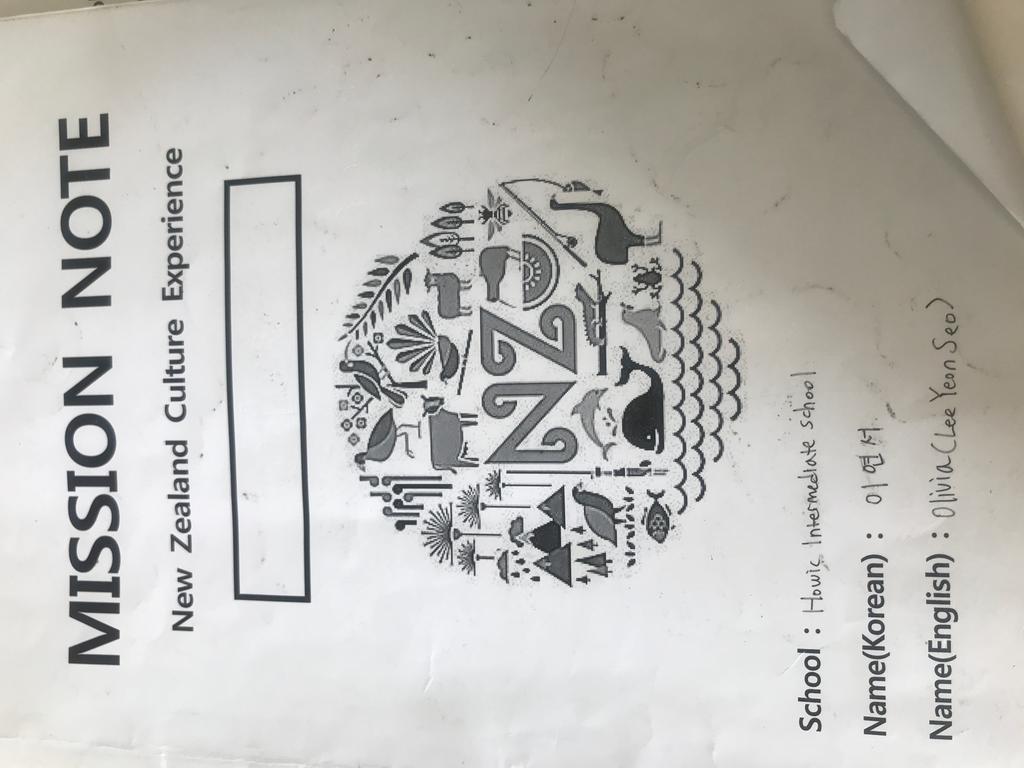 MISSION NOTE
New Zealand Culture Experience
NZ
School : Howic Intermediate school
Name(Korean) : 이연서
Name(English) : Olivia(Lee Yeon Seo)